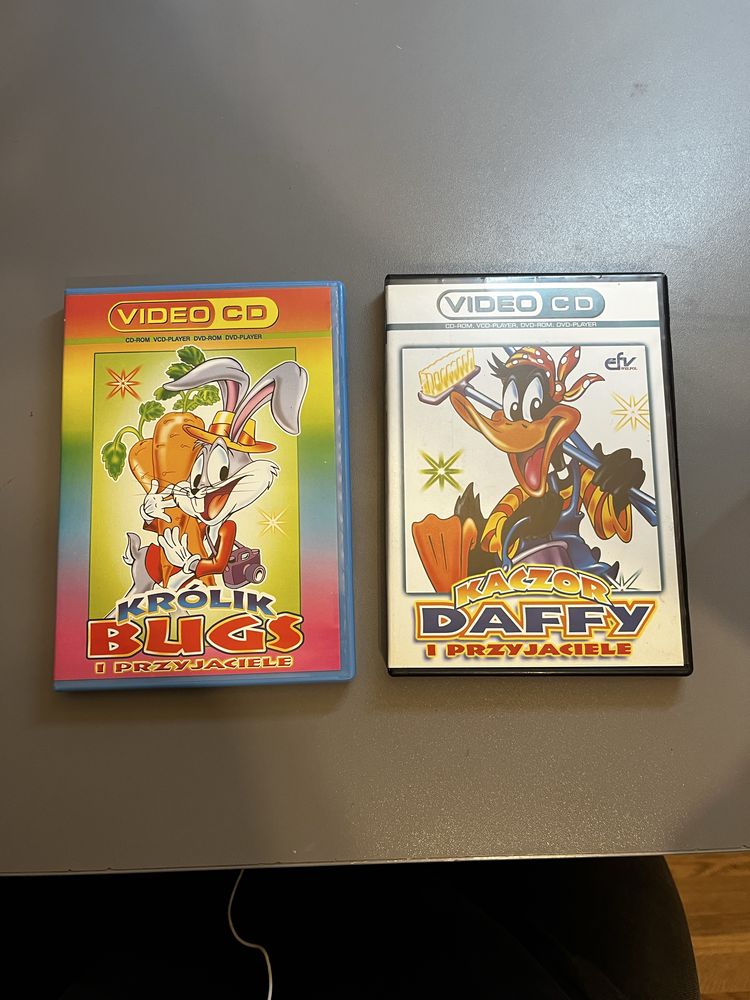 VIDEO CD
CD-ROM VCD-PLAYER DVD-ROM DVD-PLAYER
KRÓLIK
BUGS
I PRZYJACIELE
VIDEO CD
CD-ROM, VCD-PLAYER, DVD-ROM, DVD-PLAYER
efv
WELPOL
KACZOR
DAFFY
I PRZYJACIELE